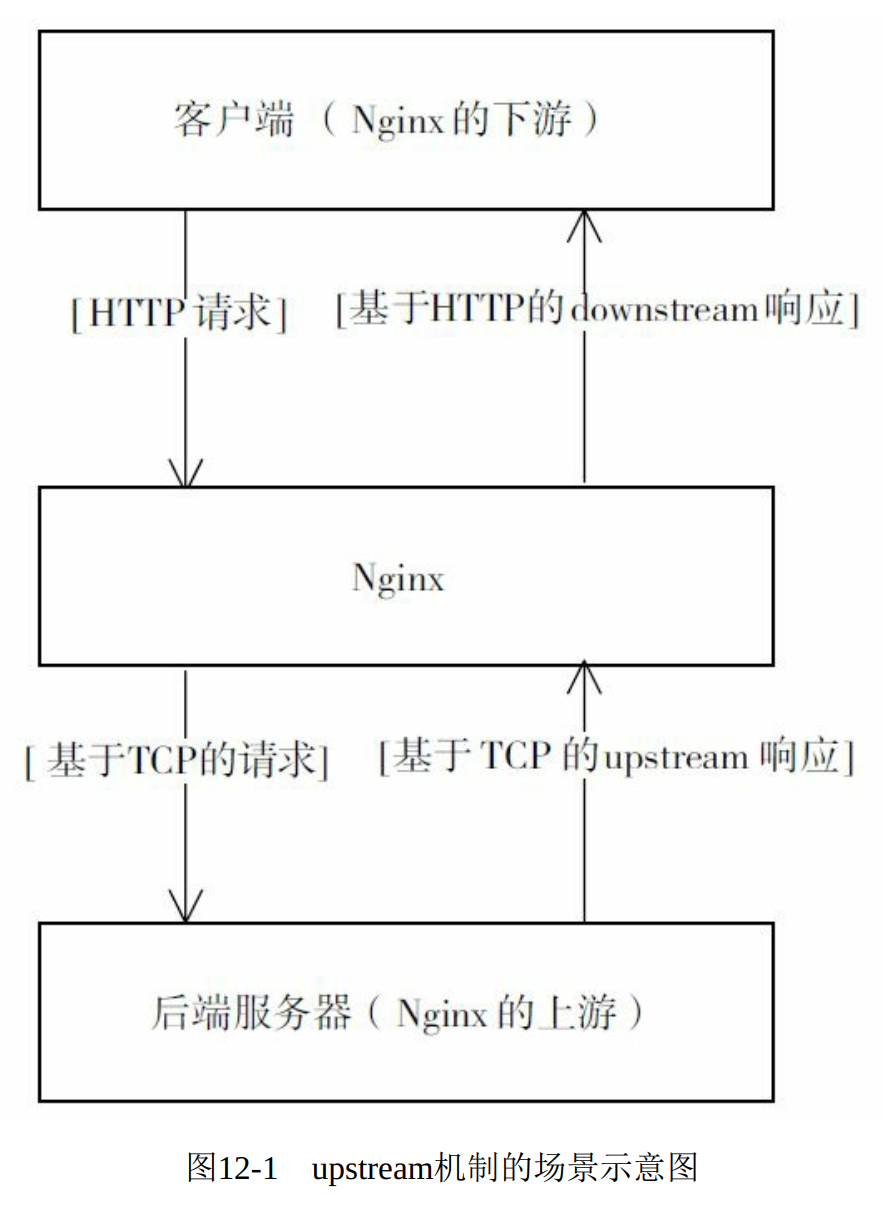 客户端（Nginx的下游）
[HTTP请求]
[基于HTTP的downstream响应]
Nginx
[基于TCP的请求]
[基于TCP的upstream响应]
后端服务器（Nginx的上游）
图12-1 upstream机制的场景示意图